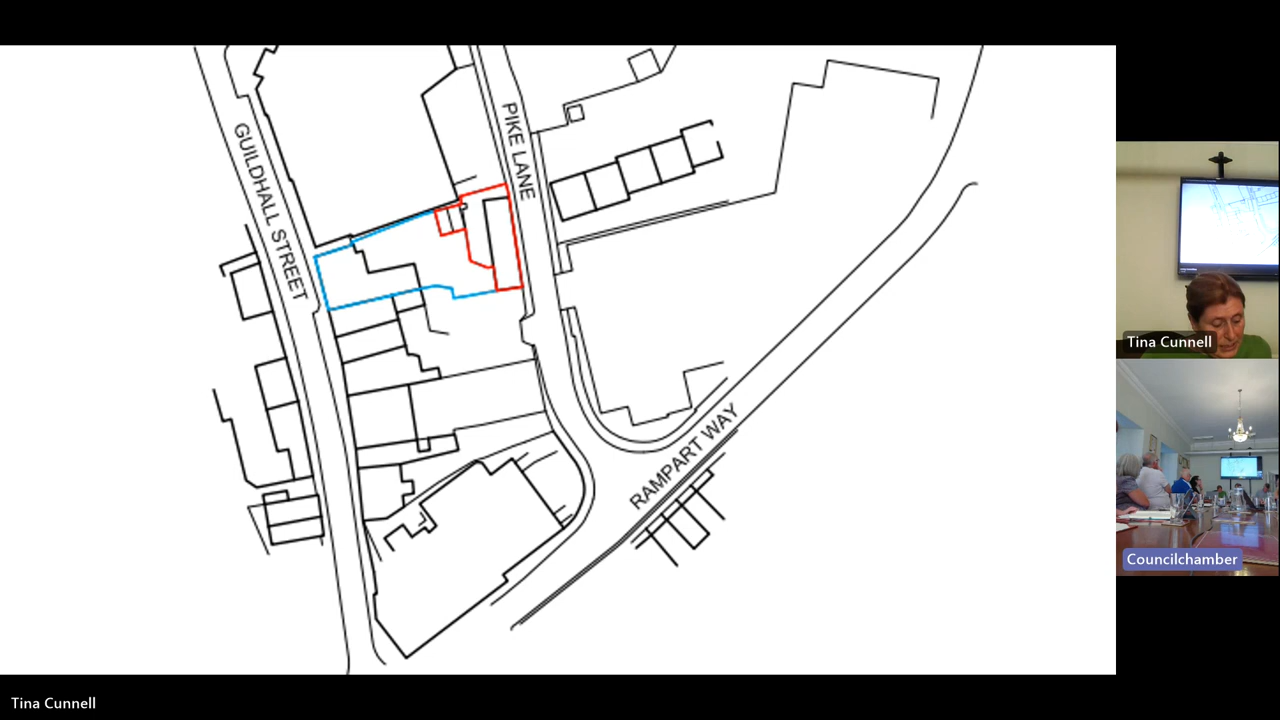 GUILDHALL STREET
PIKE LANE
RAMPART WAY
Tina Cunnell
Councilchamber
Tina Cunnell